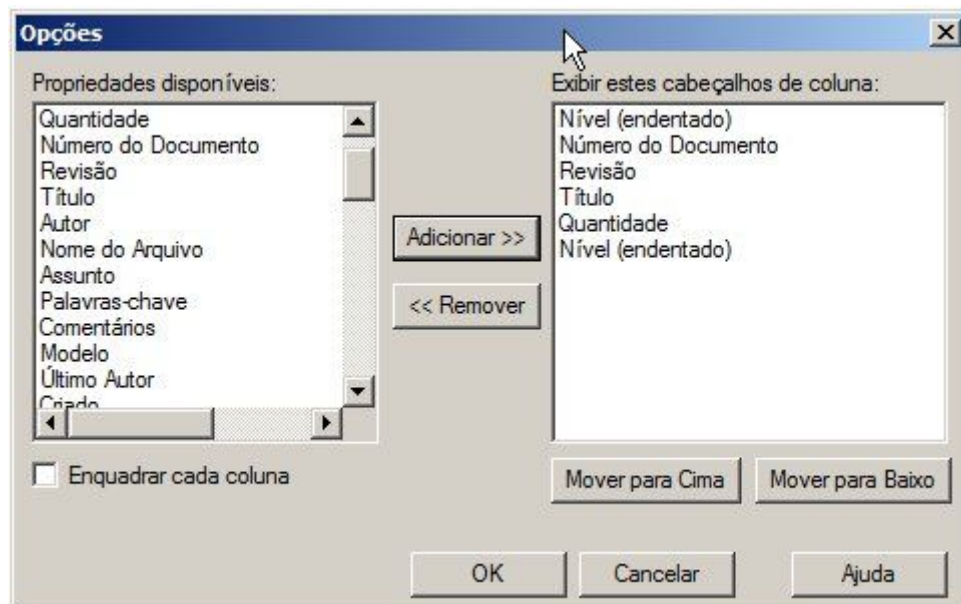 Opções
Propriedades disponíveis:
Quantidade
Número do Documento
Revisão
Título
Autor
Nome do Arquivo
Assunto
Palavras-chave
Comentários
Modelo
Último Autor
Criado
Enquadrar cada coluna
Adicionar >>
<< Remover
Exibir estes cabeçalhos de coluna:
Nível (endentado)
Número do Documento
Revisão
Título
Quantidade
Nível (endentado)
Mover para Cima
Mover para Baixo
OK
Cancelar
Ajuda